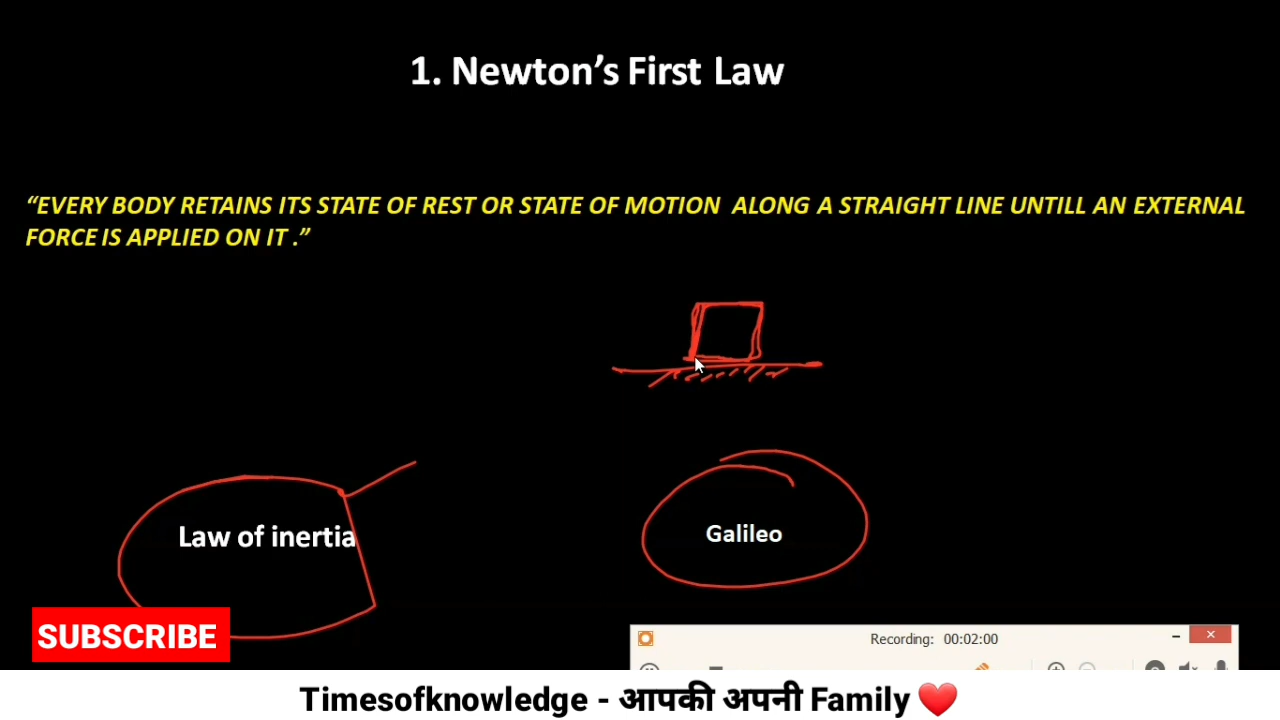 1. Newton’s First Law
“EVERY BODY RETAINS ITS STATE OF REST OR STATE OF MOTION ALONG A STRAIGHT LINE UNTILL AN EXTERNAL
FORCE IS APPLIED ON IT .”
Law of inertia
Galileo
SUBSCRIBE
Recording: 00:02:00
Timesofknowledge - आपकी अपनी Family ❤️